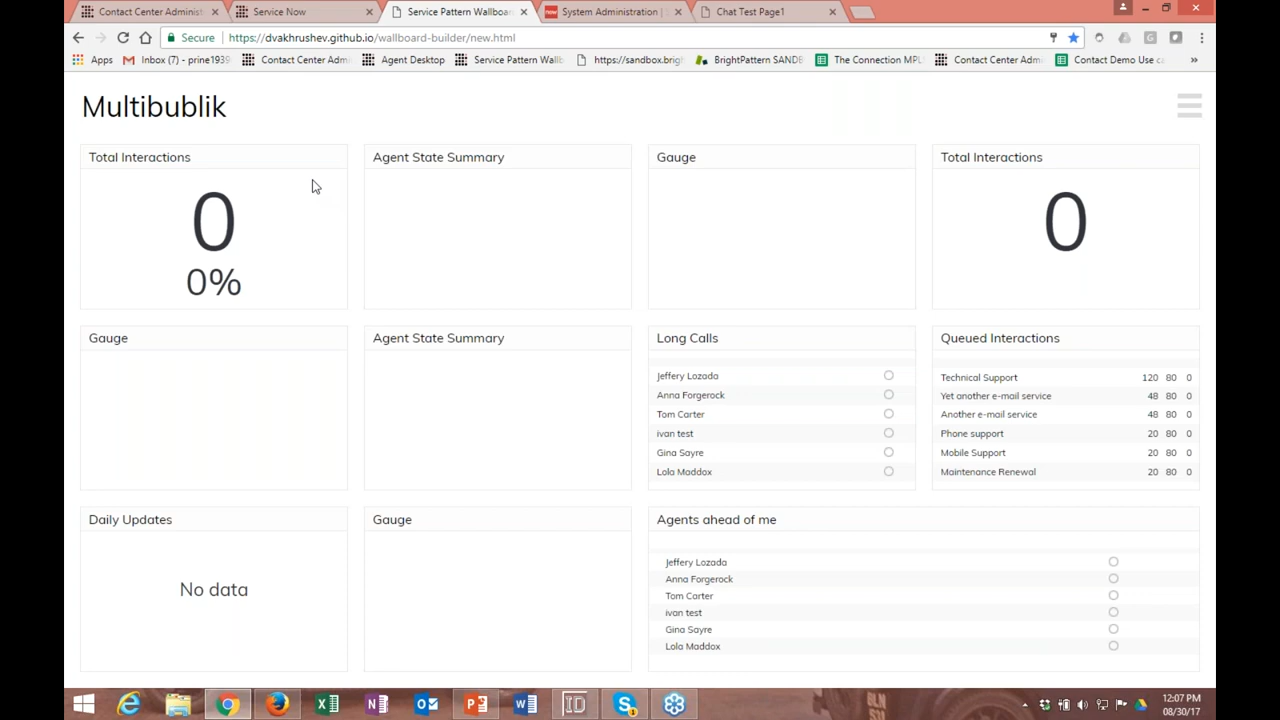 Contact Center Administ
Service Now
Service Pattern Wallboar
System Administration |
Chat Test Page1
Secure
https://dvakhrushev.github.io/wallboard-builder/new.html
Apps
Inbox (7) - prine1939
Contact Center Adm
Agent Desktop
Service Pattern Wallb
https://sandbox.brig
BrightPattern SANDB
The Connection MPL
Contact Center Adm
Contact Demo Use ca
Multibublik
Total Interactions
0
0%
Agent State Summary
Gauge
Total Interactions
0
Gauge
Agent State Summary
Long Calls
Jeffery Lozada
Anna Forgerock
Tom Carter
ivan test
Gina Sayre
Lola Maddox
Queued Interactions
Technical Support 120 80 0
Yet another e-mail service 48 80 0
Another e-mail service 48 80 0
Phone support 20 80 0
Mobile Support 20 80 0
Maintenance Renewal 20 80 0
Daily Updates
No data
Gauge
Agents ahead of me
Jeffery Lozada
Anna Forgerock
Tom Carter
ivan test
Gina Sayre
Lola Maddox
12:07 PM
08/30/17